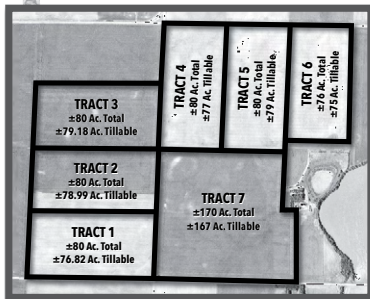 TRACT 4
±80 Ac. Total
±77 Ac. Tillable
TRACT 5
±80 Ac. Total
±79 Ac. Tillable
TRACT 6
±76 Ac. Total
±75 Ac. Tillable
TRACT 3
±80 Ac. Total
±79.18 Ac. Tillable
TRACT 2
±80 Ac. Total
±78.99 Ac. Tillable
TRACT 7
±170 Ac. Total
±167 Ac. Tillable
TRACT 1
±80 Ac. Total
±76.82 Ac. Tillable